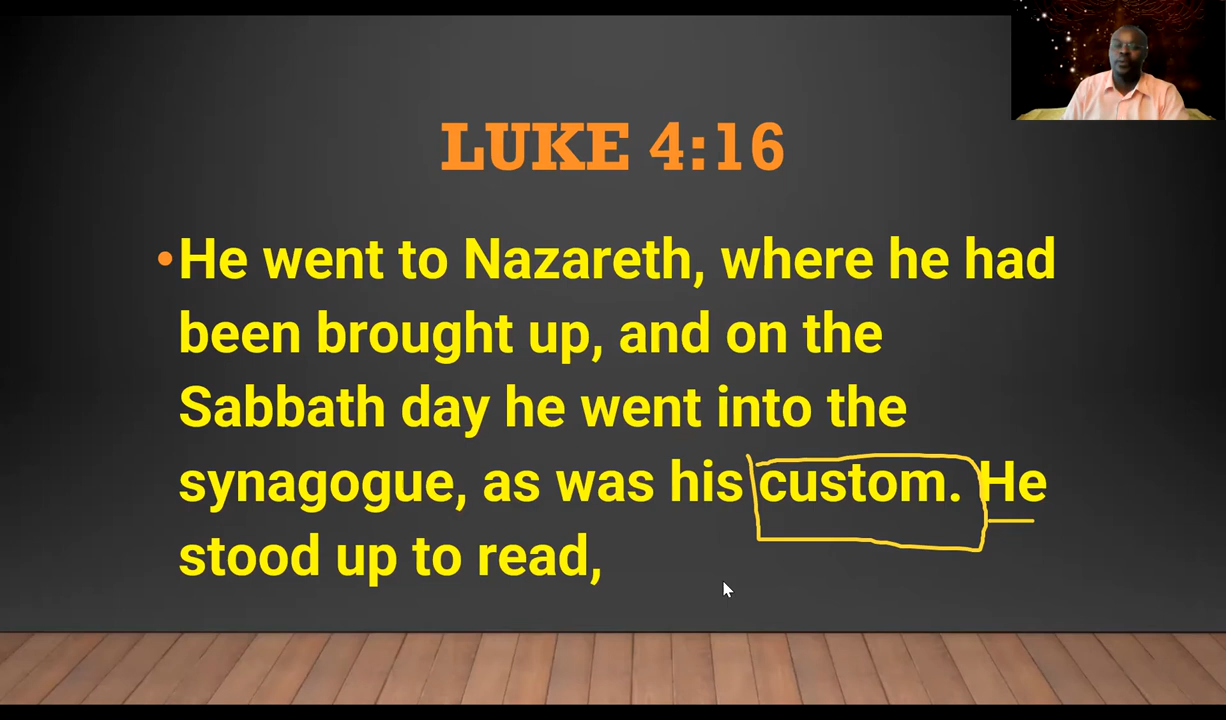 LUKE 4:16
•He went to Nazareth, where he had
been brought up, and on the
Sabbath day he went into the
synagogue, as was his custom. He
stood up to read,